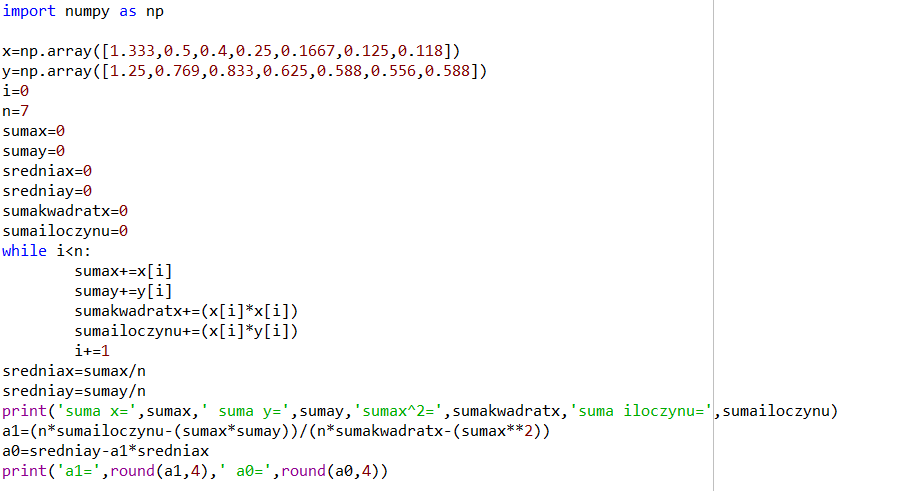 import numpy as np
x=np.array([1.333,0.5,0.4,0.25,0.1667,0.125,0.118])
y=np.array([1.25,0.769,0.833,0.625,0.588,0.556,0.588])
i=0
n=7
sumax=0
sumay=0
sredniax=0
sredniay=0
sumakwadratx=0
sumailoczynu=0
while i<n:
        sumax+=x[i]
        sumay+=y[i]
        sumakwadratx+=(x[i]*x[i])
        sumailoczynu+=(x[i]*y[i])
        i+=1
sredniax=sumax/n
sredniay=sumay/n
print('suma x=',sumax,' suma y=',sumay,'sumax^2=',sumakwadratx,'suma iloczynu=',sumailoczynu)
a1=(n*sumailoczynu-(sumax*sumay))/(n*sumakwadratx-(sumax**2))
a0=sredniay-a1*sredniax
print('a1=',round(a1,4),' a0=',round(a0,4))